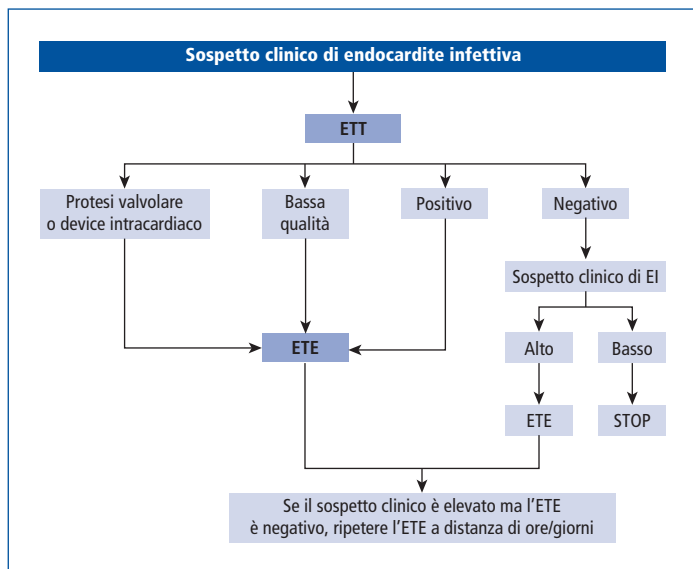 Sospetto clinico di endocardite infettiva
ETT
Protesi valvolare
o device intracardiaco
Bassa
qualità
Positivo
Negativo
Sospetto clinico di EI
ETE
Alto
Basso
ETE
STOP
Se il sospetto clinico è elevato ma l'ETE
è negativo, ripetere l'ETE a distanza di ore/giorni